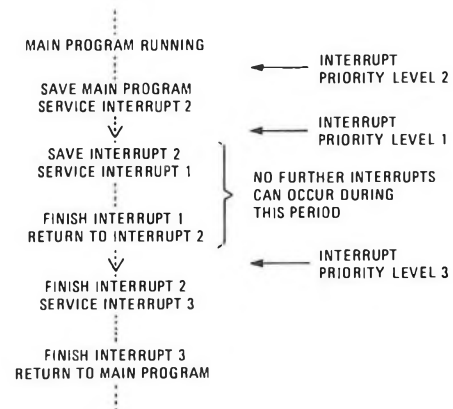 MAIN PROGRAM RUNNING
INTERRUPT
PRIORITY LEVEL 2
SAVE MAIN PROGRAM
SERVICE INTERRUPT 2
INTERRUPT
PRIORITY LEVEL 1
SAVE INTERRUPT 2
SERVICE INTERRUPT 1
NO FURTHER INTERRUPTS
CAN OCCUR DURING
THIS PERIOD
FINISH INTERRUPT 1
RETURN TO INTERRUPT 2
INTERRUPT
PRIORITY LEVEL 3
FINISH INTERRUPT 2
SERVICE INTERRUPT 3
FINISH INTERRUPT 3
RETURN TO MAIN PROGRAM